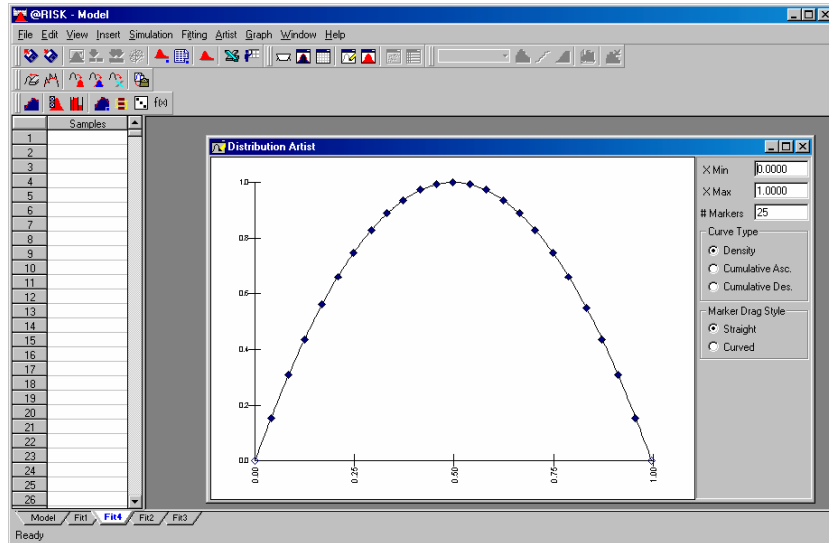 @RISK - Model
File Edit View Insert Simulation Fitting Artist Graph Window Help
f(x)
Samples
1
2
3
4
5
6
7
8
9
10
11
12
13
14
15
16
17
18
19
20
21
22
23
24
25
26
Distribution Artist
1.0
0.8
0.6
0.4
0.2
0.0
0.00
0.25
0.50
0.75
1.00
X Min 0.0000
X Max 1.0000
# Markers 25
Curve Type
Density
Cumulative Asc.
Cumulative Des.
Marker Drag Style
Straight
Curved
Model Fit1 Fit4 Fit2 Fit3
Ready